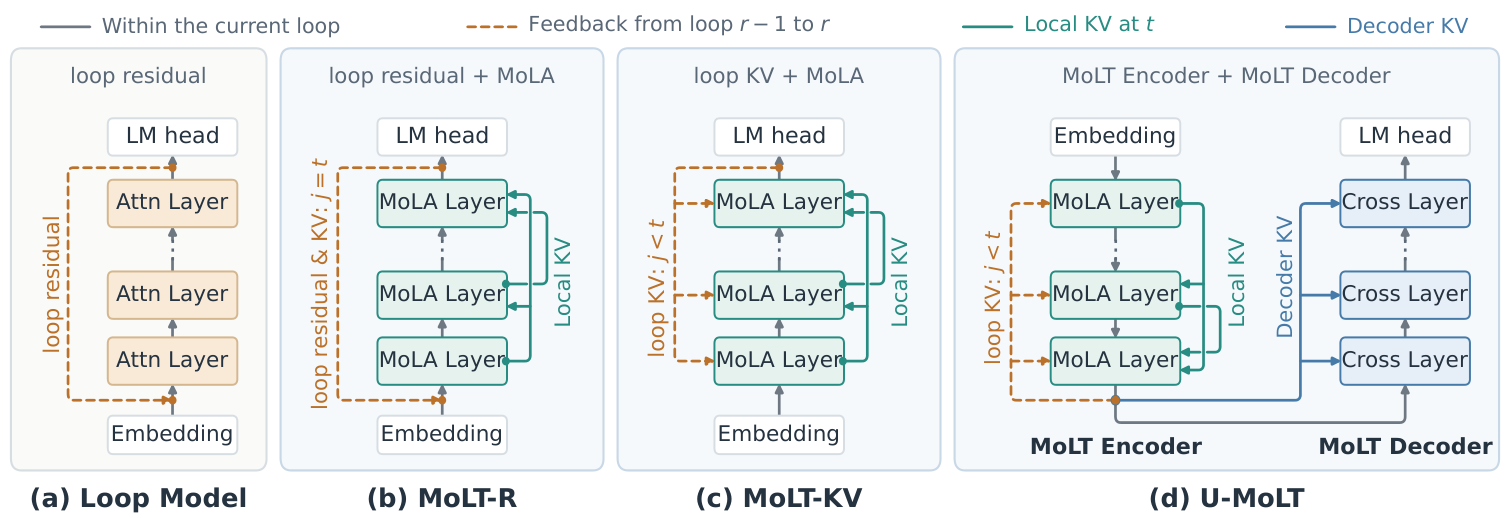 Within the current loop
Feedback from loop r − 1 to r
Local KV at t
Decoder KV
loop residual
LM head
Attn Layer
Attn Layer
Attn Layer
Embedding
loop residual
(a) Loop Model
loop residual + MoLA
LM head
MoLA Layer
MoLA Layer
MoLA Layer
Embedding
loop residual & KV: j = t
Local KV
(b) MoLT-R
loop KV + MoLA
LM head
MoLA Layer
MoLA Layer
MoLA Layer
Embedding
loop KV: j < t
Local KV
(c) MoLT-KV
MoLT Encoder + MoLT Decoder
Embedding
MoLA Layer
MoLA Layer
MoLA Layer
loop KV: j < t
Local KV
MoLT Encoder
LM head
Cross Layer
Cross Layer
Cross Layer
Decoder KV
MoLT Decoder
(d) U-MoLT